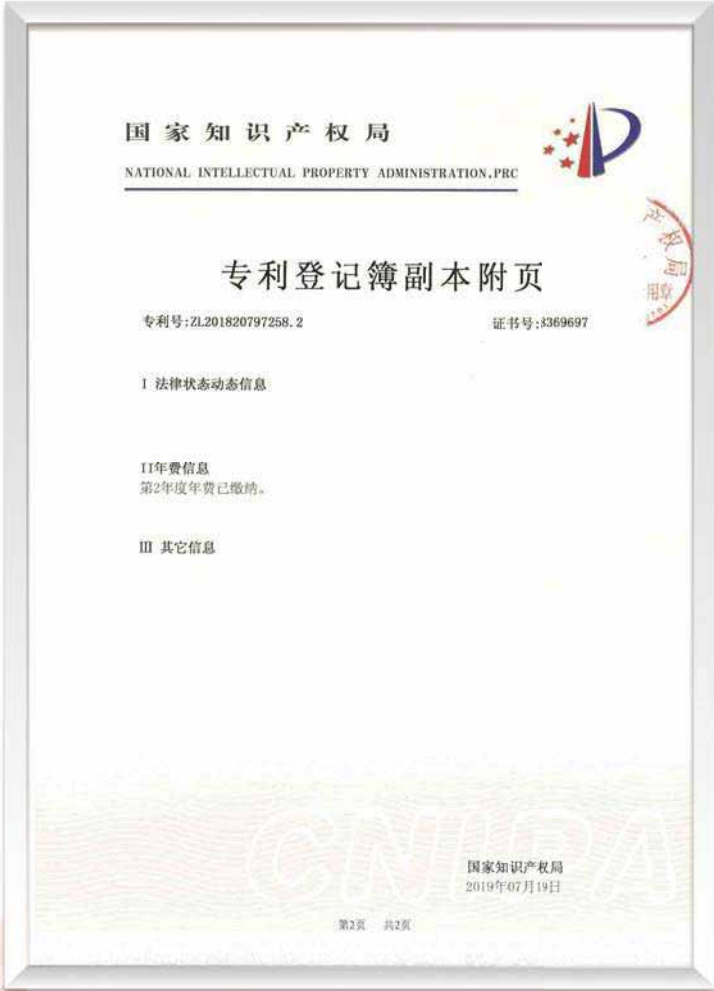 国家知识产权局
NATIONAL INTELLECTUAL PROPERTY ADMINISTRATION,PRC
产权局
专利登记簿副本附页
专利号:ZL201820797258.2
证书号:8369697
I 法律状态动态信息
II年费信息
第2年度年费已缴纳。
III 其它信息
CNIPA
国家知识产权局
2019年07月19日
第2页 共2页